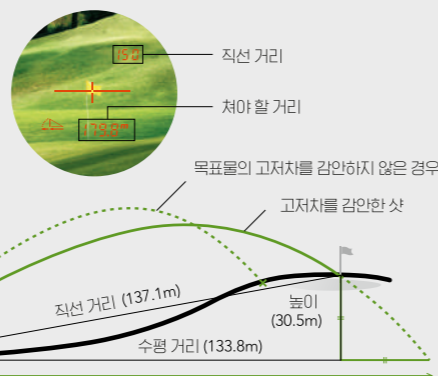 150
직선 거리
쳐야 할 거리
목표물의 고저차를 감안하지 않은 경우
고저차를 감안한 샷
직선 거리 (137.1m)
높이
(30.5m)
수평 거리 (133.8m)